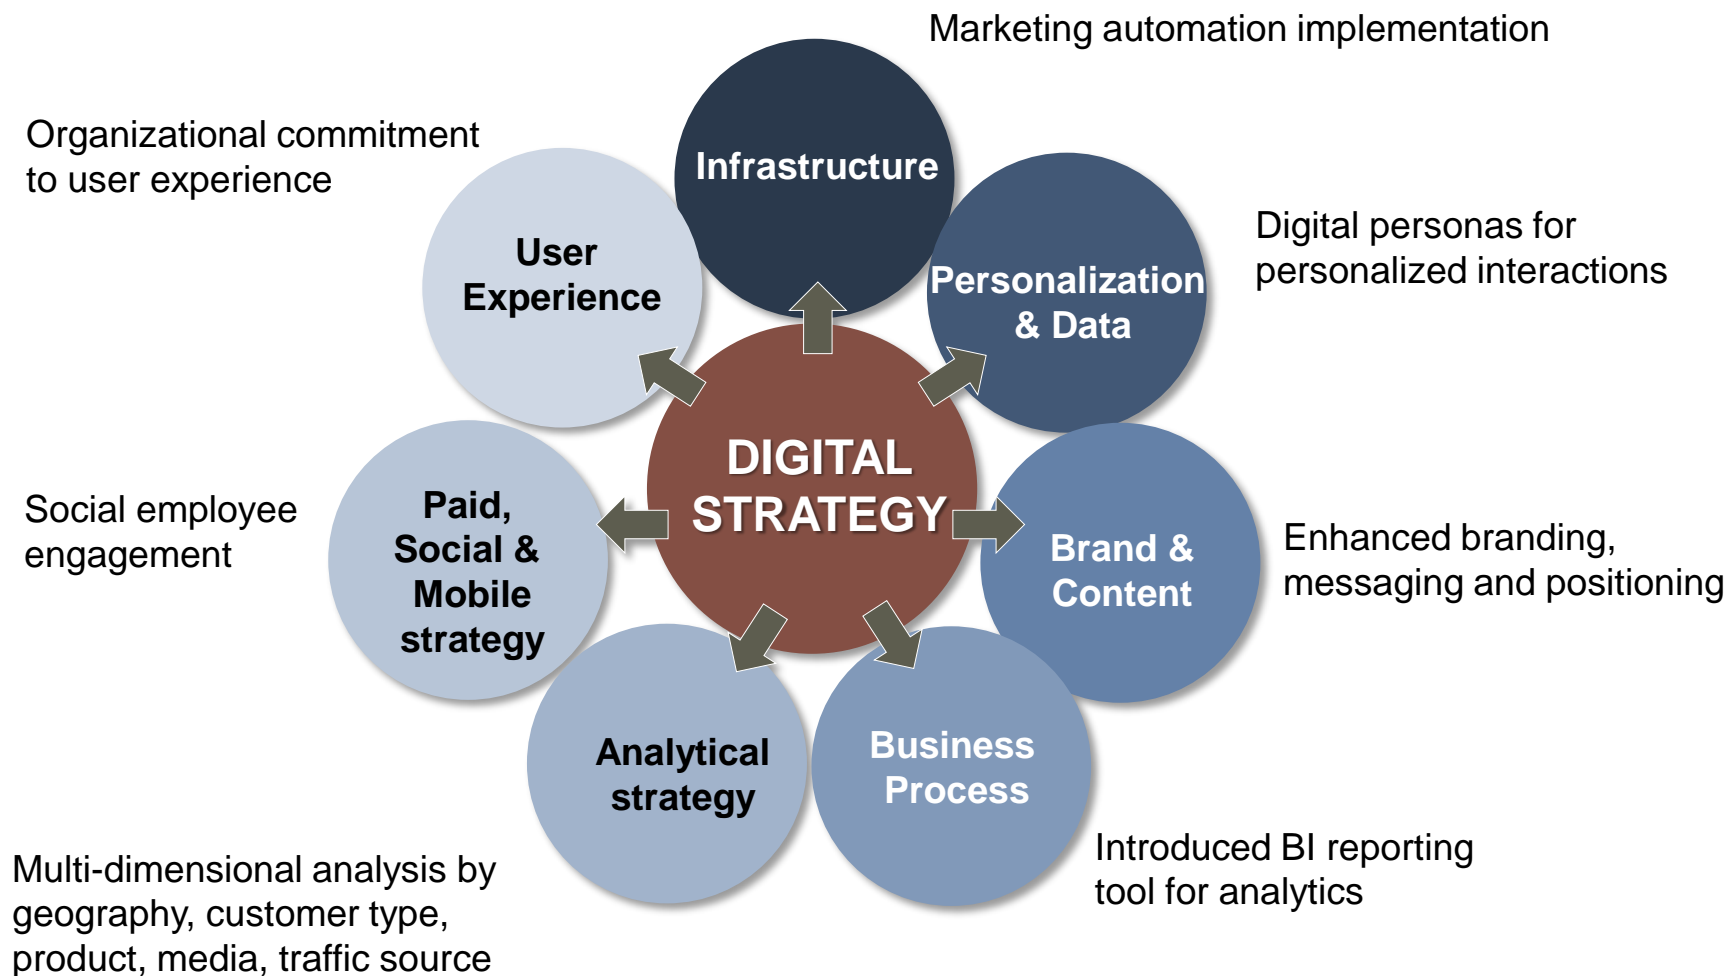 Marketing automation implementation
Infrastructure
Organizational commitment
to user experience
User
Experience
Personalization
& Data
Digital personas for
personalized interactions
DIGITAL
STRATEGY
Social employee
engagement
Paid,
Social &
Mobile
strategy
Brand &
Content
Enhanced branding,
messaging and positioning
Analytical
strategy
Business
Process
Multi-dimensional analysis by
geography, customer type,
product, media, traffic source
Introduced BI reporting
tool for analytics